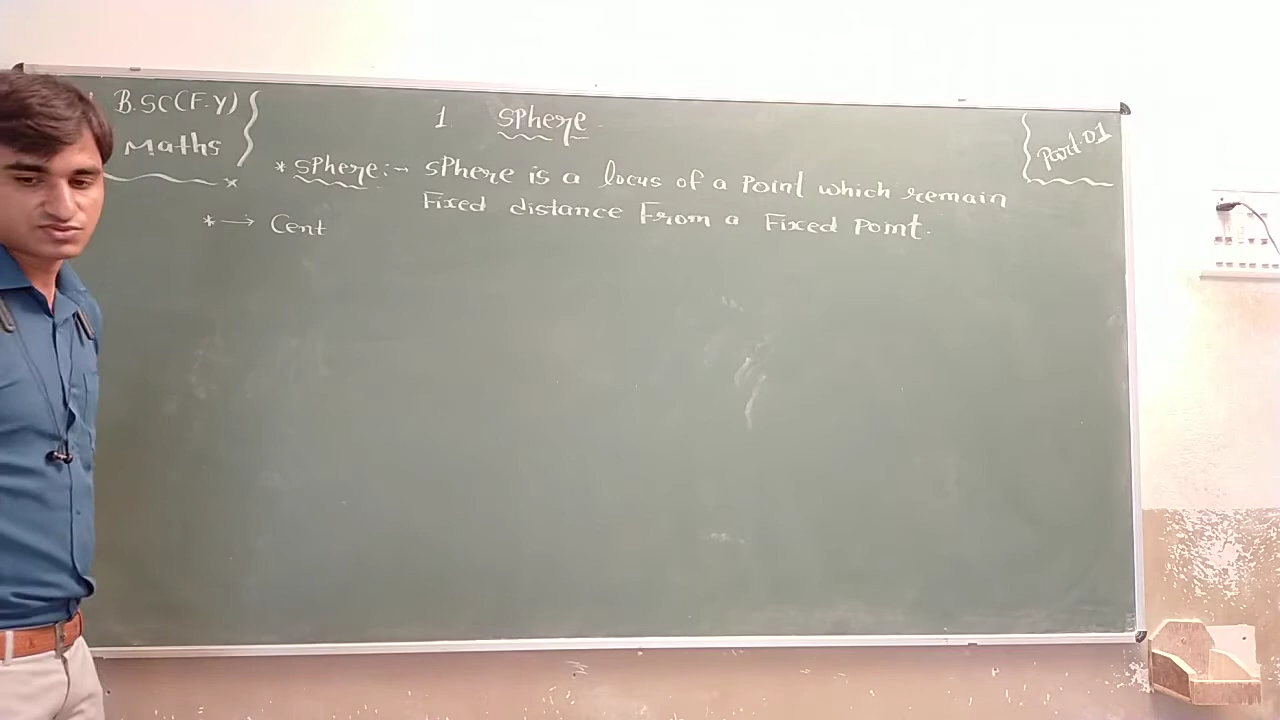 B.SC(F.Y)
Maths
1. Sphere
Part-01
* Sphere:→ Sphere is a locus of a point which remain
Fixed distance From a Fixed point.
*→ Cent